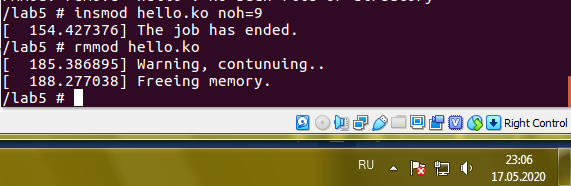 /lab5 # insmod hello.ko noh=9
[  154.427376] The job has ended.
/lab5 # rmmod hello.ko
[  185.386895] Warning, contunuing..
[  188.277038] Freeing memory.
/lab5 #
Right Control
RU
23:06
17.05.2020